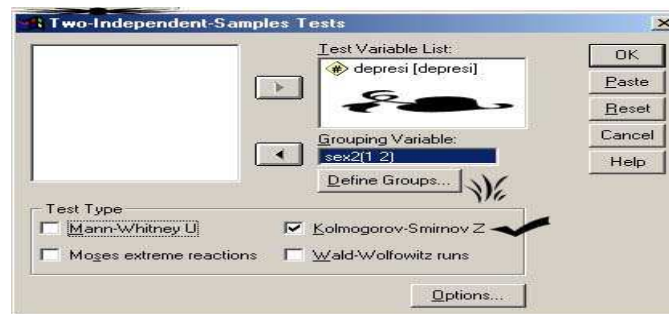 Two-Independent-Samples Tests
Test Variable List:
depresi [depresi]
Grouping Variable:
sex2(1 2)
Define Groups...
OK
Paste
Reset
Cancel
Help
Test Type
Mann-Whitney U
Kolmogorov-Smirnov Z
Moses extreme reactions
Wald-Wolfowitz runs
Options...